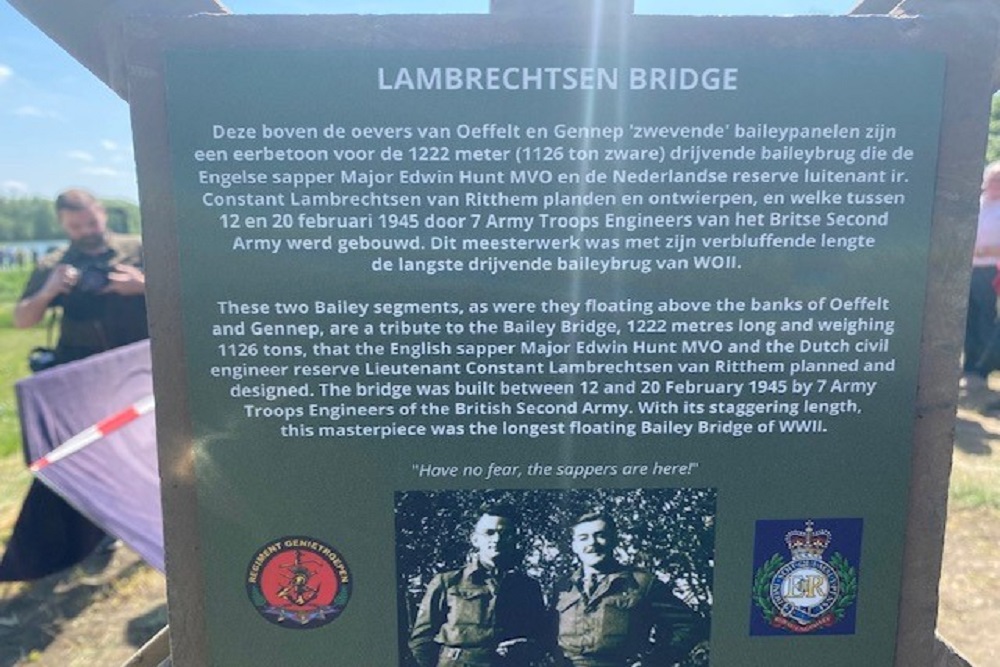 LAMBRECHTSEN BRIDGE
Deze boven de oevers van Oeffelt en Gennep 'zwevende' baileypanelen zijn
een eerbetoon voor de 1222 meter (1126 ton zware) drijvende baileybrug die de
Engelse sapper Major Edwin Hunt MVO en de Nederlandse reserve luitenant ir.
Constant Lambrechtsen van Ritthem planden en ontwierpen, en welke tussen
12 en 20 februari 1945 door 7 Army Troops Engineers van het Britse Second
Army werd gebouwd. Dit meesterwerk was met zijn verbluffende lengte
de langste drijvende baileybrug van WOII.
These two Bailey segments, as were they floating above the banks of Oeffelt
and Gennep, are a tribute to the Bailey Bridge, 1222 metres long and weighing
1126 tons, that the English sapper Major Edwin Hunt MVO and the Dutch civil
engineer reserve Lieutenant Constant Lambrechtsen van Ritthem planned and
designed. The bridge was built between 12 and 20 February 1945 by 7 Army
Troops Engineers of the British Second Army. With its staggering length,
this masterpiece was the longest floating Bailey Bridge of WWII.
"Have no fear, the sappers are here!"
REGIMENT GENIETROEPEN